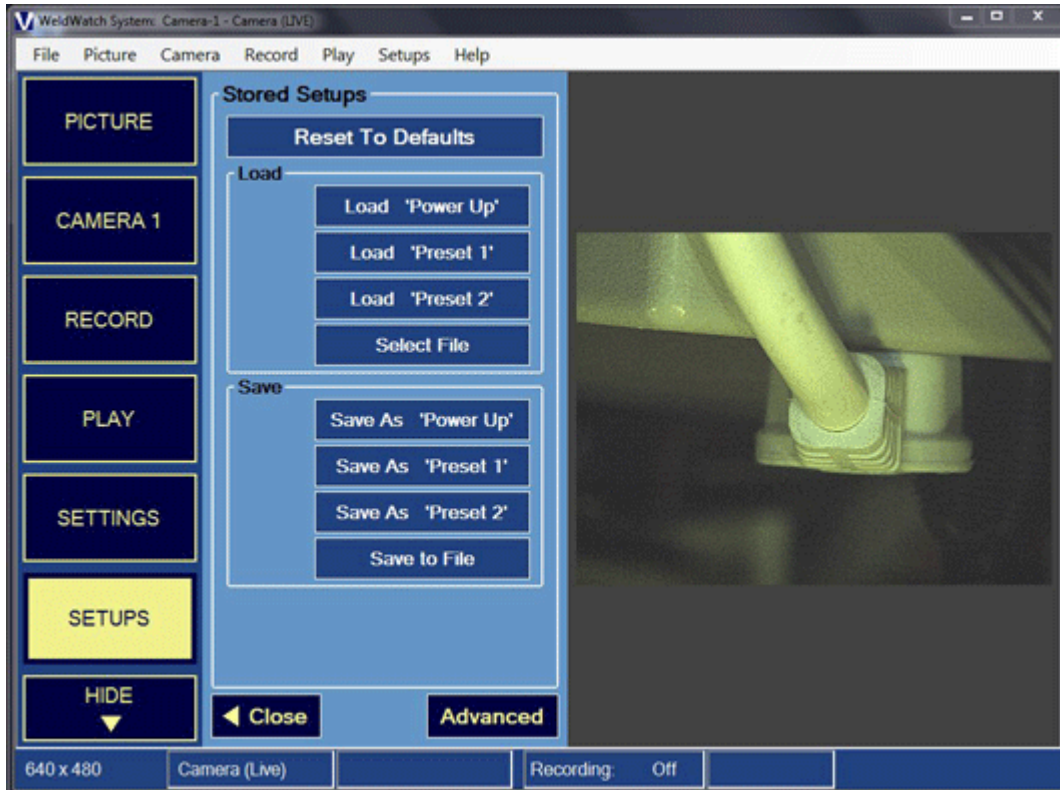 WeldWatch System: Camera-1 - Camera (LIVE)
File Picture Camera Record Play Setups Help
PICTURE
CAMERA 1
RECORD
PLAY
SETTINGS
SETUPS
HIDE
Stored Setups
Reset To Defaults
Load
Load 'Power Up'
Load 'Preset 1'
Load 'Preset 2'
Select File
Save
Save As 'Power Up'
Save As 'Preset 1'
Save As 'Preset 2'
Save to File
Close
Advanced
640 x 480
Camera (Live)
Recording: Off